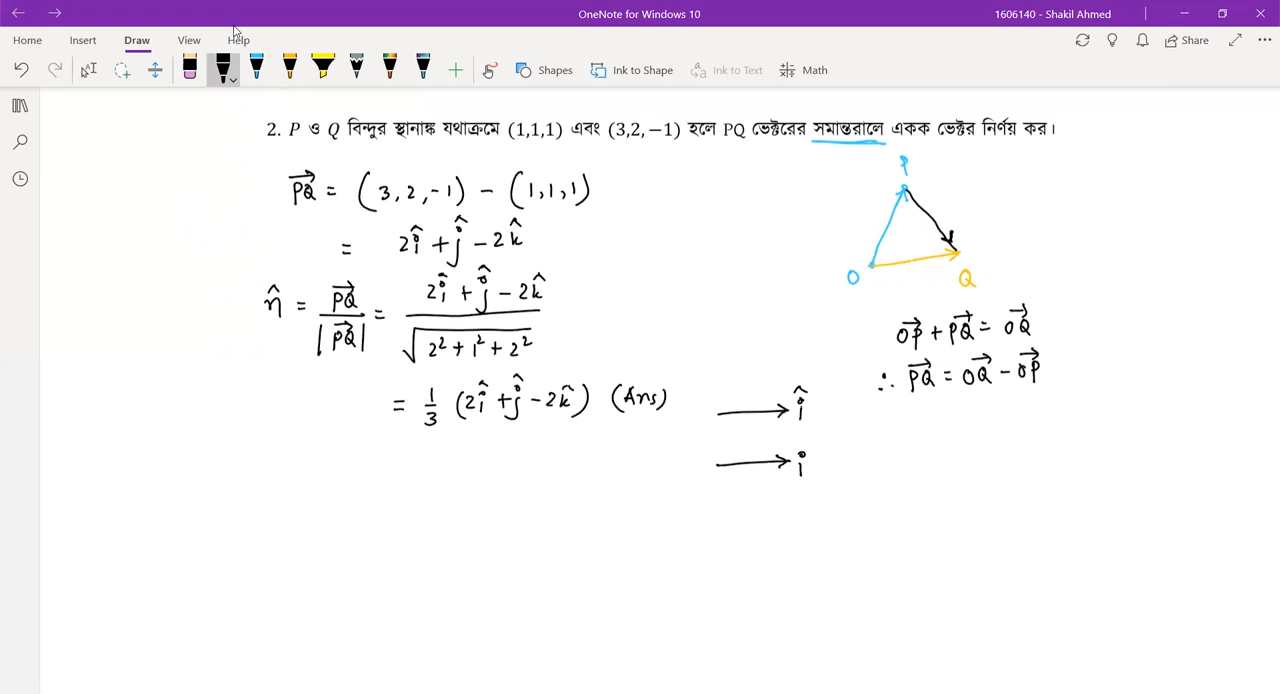 OneNote for Windows 10
1606140 - Shakil Ahmed
Home Insert Draw View Help
Share
Shapes Ink to Shape Ink to Text Math
2. P ও Q বিন্দুর স্থানাঙ্ক যথাক্রমে (1,1,1) এবং (3,2,−1) হলে PQ ভেক্টরের সমান্তরালে একক ভেক্টর নির্ণয় কর।
P
O
Q
PQ⃗ = (3, 2, -1) - (1, 1, 1)
= 2î + ĵ - 2k̂
η̂ = PQ⃗ / |PQ⃗| = (2î + ĵ - 2k̂) / √(2² + 1² + 2²)
= 1/3 (2î + ĵ - 2k̂) (Ans)
OP⃗ + PQ⃗ = OQ⃗
∴ PQ⃗ = OQ⃗ - OP⃗
→ î
→ i